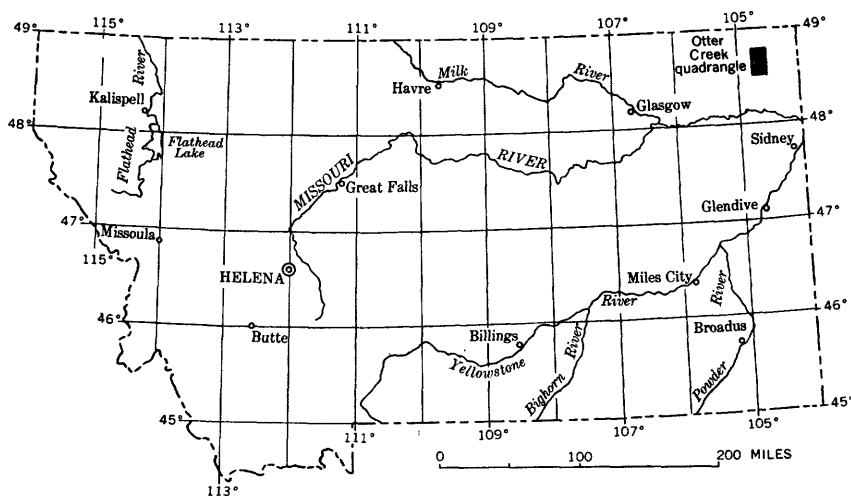 115° 113° 111° 109° 107° 105°
49° 49°
Otter
Creek
quadrangle
River
Kalispell
Milk River
Havre
Glasgow
48° 48°
Flathead
Flathead
Lake
Sidney
MISSOURI RIVER
Great Falls
Glendive
47° 47°
Missoula
115°
HELENA
Miles City
River
River
46° 46°
Butte
Billings
Broadus
Yellowstone
Bighorn River
Powder
45° 45°
111° 109° 107° 105°
0 100 200 MILES
113°